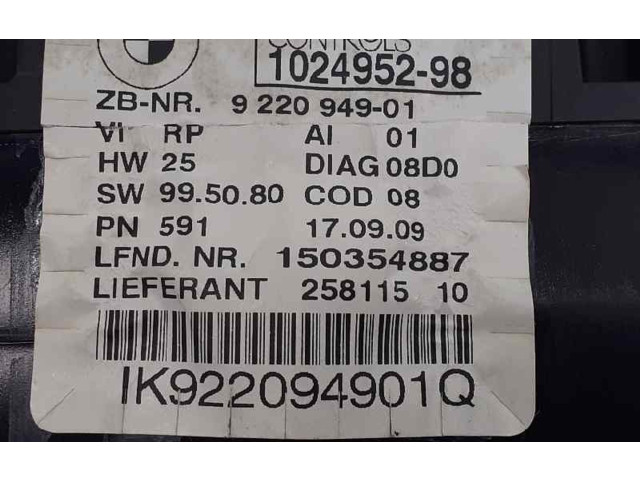 CONTROLS
1024952-98
ZB-NR. 9 220 949-01
VI RP AI 01
HW 25 DIAG 08D0
SW 99.50.80 COD 08
PN 591 17.09.09
LFND. NR. 150354887
LIEFERANT 258115 10
IK922094901Q